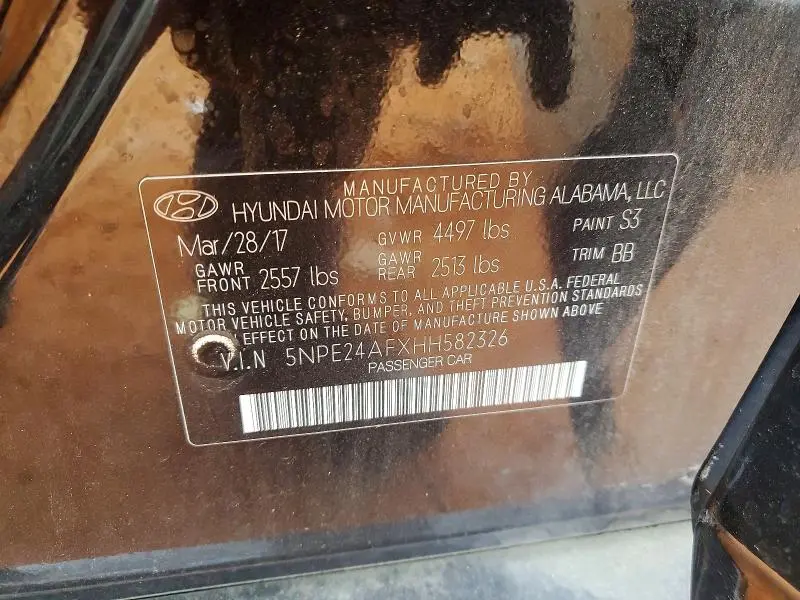 MANUFACTURED BY
HYUNDAI MOTOR MANUFACTURING ALABAMA, LLC
Mar/28/17 GVWR 4497 lbs PAINT S3
GAWR FRONT 2557 lbs GAWR REAR 2513 lbs TRIM BB
THIS VEHICLE CONFORMS TO ALL APPLICABLE U.S.A. FEDERAL
MOTOR VEHICLE SAFETY, BUMPER, AND THEFT PREVENTION STANDARDS
EFFECT ON THE DATE OF MANUFACTURE SHOWN ABOVE
V.I.N 5NPE24AFXHH582326
PASSENGER CAR